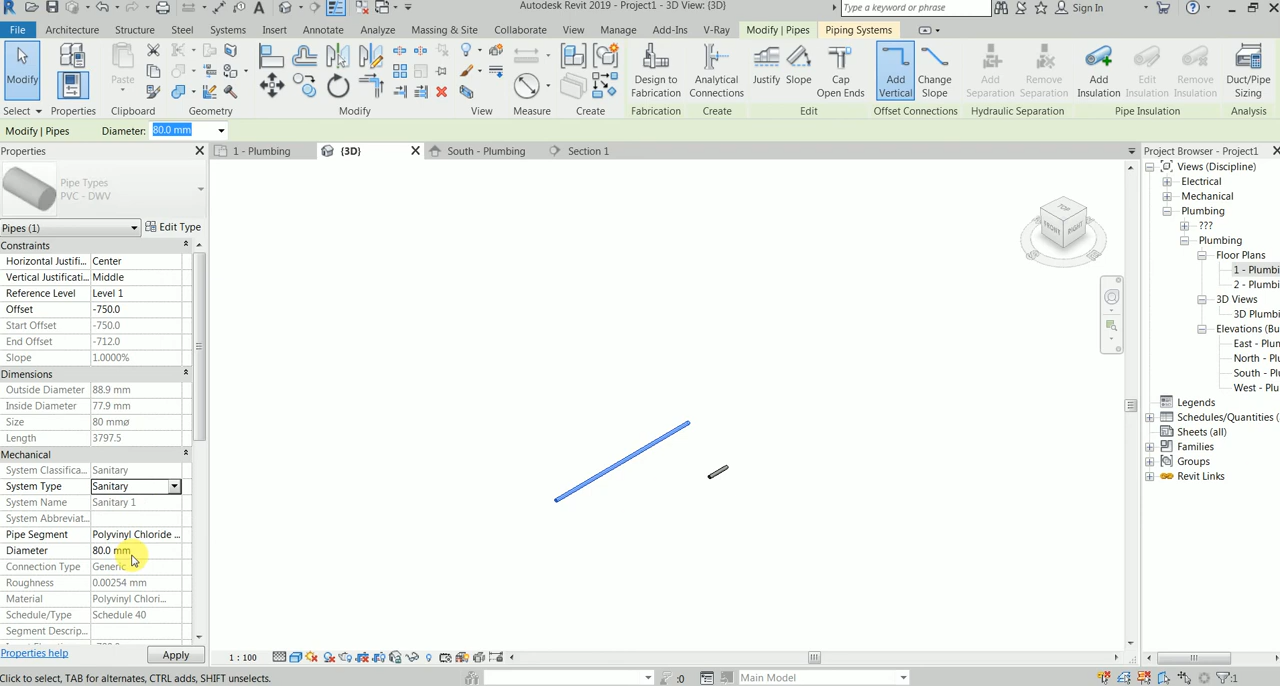 Autodesk Revit 2019 - Project1 - 3D View: {3D}
Type a keyword or phrase
Sign In
File Architecture Structure Steel Systems Insert Annotate Analyze Massing & Site Collaborate View Manage Add-Ins V-Ray Modify | Pipes Piping Systems
Modify Paste Design to Fabrication Analytical Connections Justify Slope Cap Open Ends Add Vertical Change Slope Add Separation Remove Separation Add Insulation Edit Insulation Remove Insulation Duct/Pipe Sizing
Select Properties Clipboard Geometry Modify View Measure Create Fabrication Create Edit Offset Connections Hydraulic Separation Pipe Insulation Analysis
Modify | Pipes Diameter: 80.0 mm
Properties
1 - Plumbing {3D} South - Plumbing Section 1
Project Browser - Project1
Pipe Types
PVC - DWV
Pipes (1) Edit Type
Constraints
Horizontal Justifi... Center
Vertical Justificati... Middle
Reference Level Level 1
Offset -750.0
Start Offset -750.0
End Offset -712.0
Slope 1.0000%
Dimensions
Outside Diameter 88.9 mm
Inside Diameter 77.9 mm
Size 80 mmø
Length 3797.5
Mechanical
System Classifica... Sanitary
System Type Sanitary
System Name Sanitary 1
System Abbreviat...
Pipe Segment Polyvinyl Chloride ...
Diameter 80.0 mm
Connection Type Generic
Roughness 0.00254 mm
Material Polyvinyl Chlori...
Schedule/Type Schedule 40
Segment Descrip...
Properties help Apply
TOP
FRONT RIGHT
Views (Discipline)
Electrical
Mechanical
Plumbing
???
Plumbing
Floor Plans
1 - Plumbi
2 - Plumbi
3D Views
3D Plumbi
Elevations (Bu
East - Plun
North - Pl
South - Pl
West - Plu
Legends
Schedules/Quantities (
Sheets (all)
Families
Groups
Revit Links
1 : 100
Click to select, TAB for alternates, CTRL adds, SHIFT unselects.
:0 Main Model :1